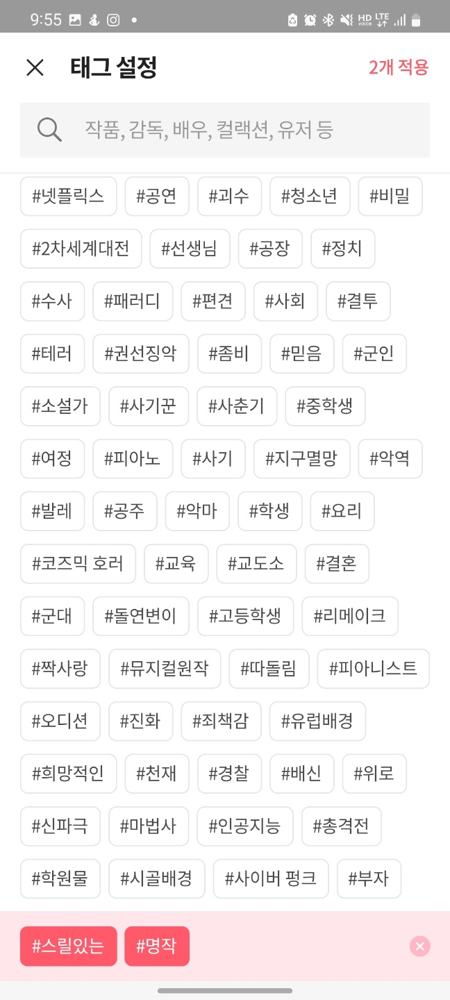 9:55 HD voice LTE
태그 설정 2개 적용
작품, 감독, 배우, 컬랙션, 유저 등
#넷플릭스 #공연 #괴수 #청소년 #비밀
#2차세계대전 #선생님 #공장 #정치
#수사 #패러디 #편견 #사회 #결투
#테러 #권선징악 #좀비 #믿음 #군인
#소설가 #사기꾼 #사춘기 #중학생
#여정 #피아노 #사기 #지구멸망 #악역
#발레 #공주 #악마 #학생 #요리
#코즈믹 호러 #교육 #교도소 #결혼
#군대 #돌연변이 #고등학생 #리메이크
#짝사랑 #뮤지컬원작 #따돌림 #피아니스트
#오디션 #진화 #죄책감 #유럽배경
#희망적인 #천재 #경찰 #배신 #위로
#신파극 #마법사 #인공지능 #총격전
#학원물 #시골배경 #사이버 펑크 #부자
#스릴있는 #명작